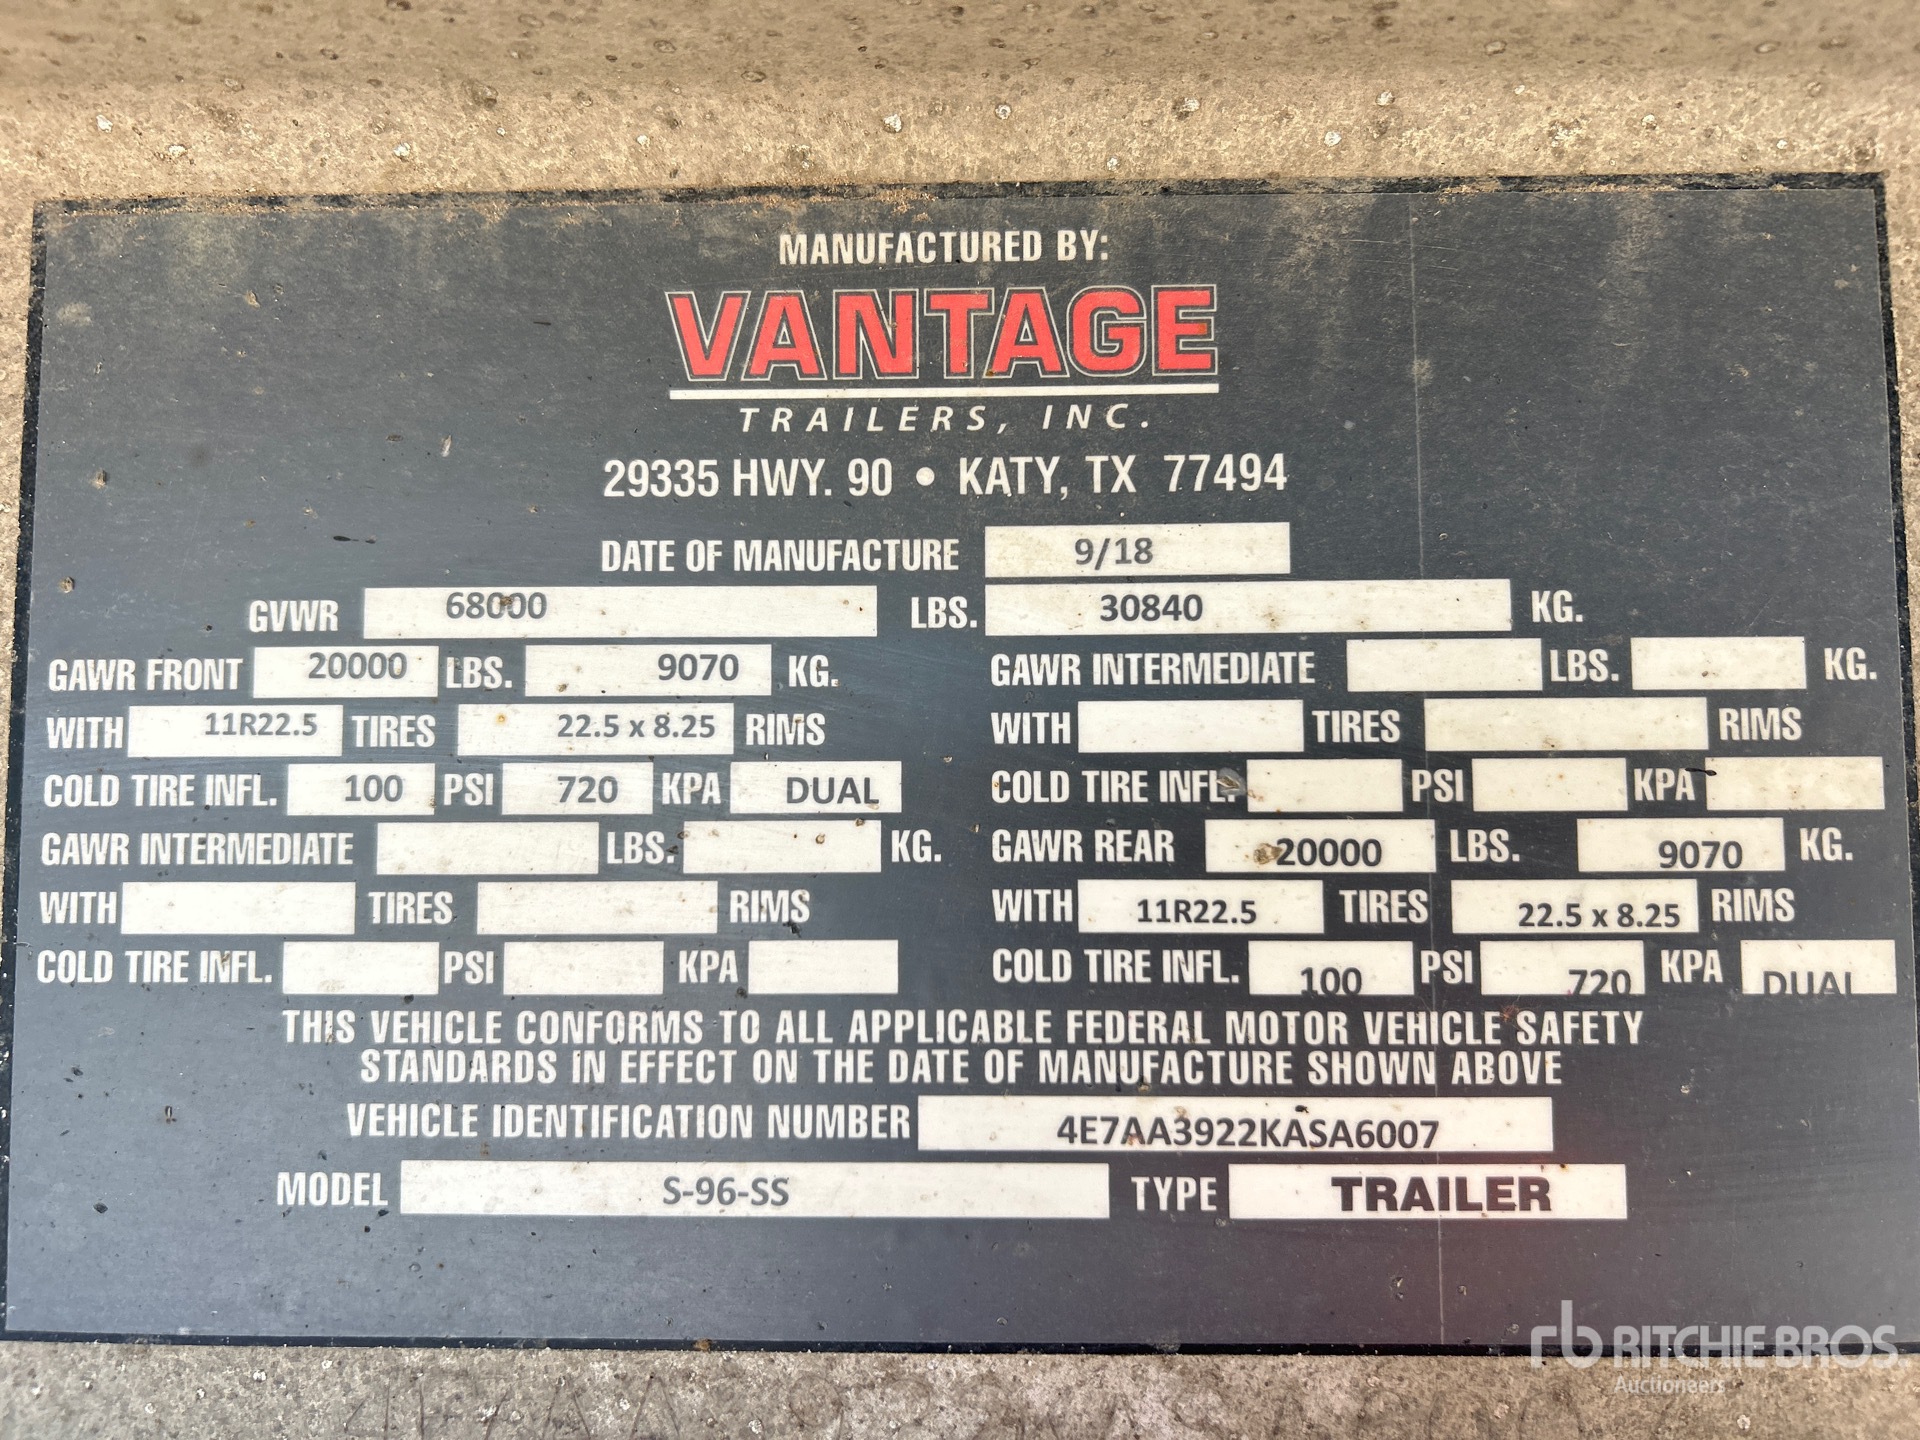 MANUFACTURED BY:
VANTAGE
TRAILERS, INC.
29335 HWY. 90 • KATY, TX 77494
DATE OF MANUFACTURE 9/18
GVWR 68000 LBS. 30840 KG.
GAWR FRONT 20000 LBS. 9070 KG. GAWR INTERMEDIATE LBS. KG.
WITH 11R22.5 TIRES 22.5 x 8.25 RIMS WITH TIRES RIMS
COLD TIRE INFL. 100 PSI 720 KPA DUAL COLD TIRE INFL. PSI KPA
GAWR INTERMEDIATE LBS. KG. GAWR REAR 20000 LBS. 9070 KG.
WITH TIRES RIMS WITH 11R22.5 TIRES 22.5 x 8.25 RIMS
COLD TIRE INFL. PSI KPA COLD TIRE INFL. 100 PSI 720 KPA DUAL
THIS VEHICLE CONFORMS TO ALL APPLICABLE FEDERAL MOTOR VEHICLE SAFETY
STANDARDS IN EFFECT ON THE DATE OF MANUFACTURE SHOWN ABOVE
VEHICLE IDENTIFICATION NUMBER 4E7AA3922KASA6007
MODEL S-96-SS TYPE TRAILER
rb RITCHIE BROS.
Auctioneers